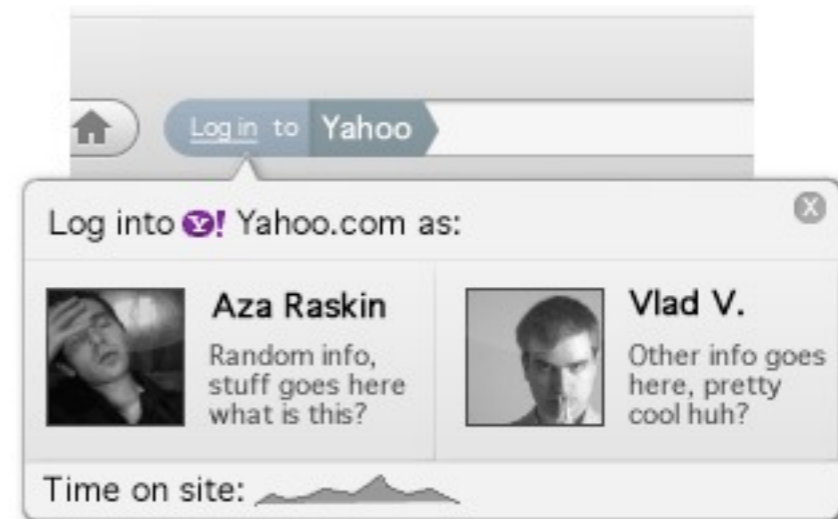 Log in to Yahoo
Log into Y! Yahoo.com as:
X
Aza Raskin
Random info,
stuff goes here
what is this?
Vlad V.
Other info goes
here, pretty
cool huh?
Time on site: